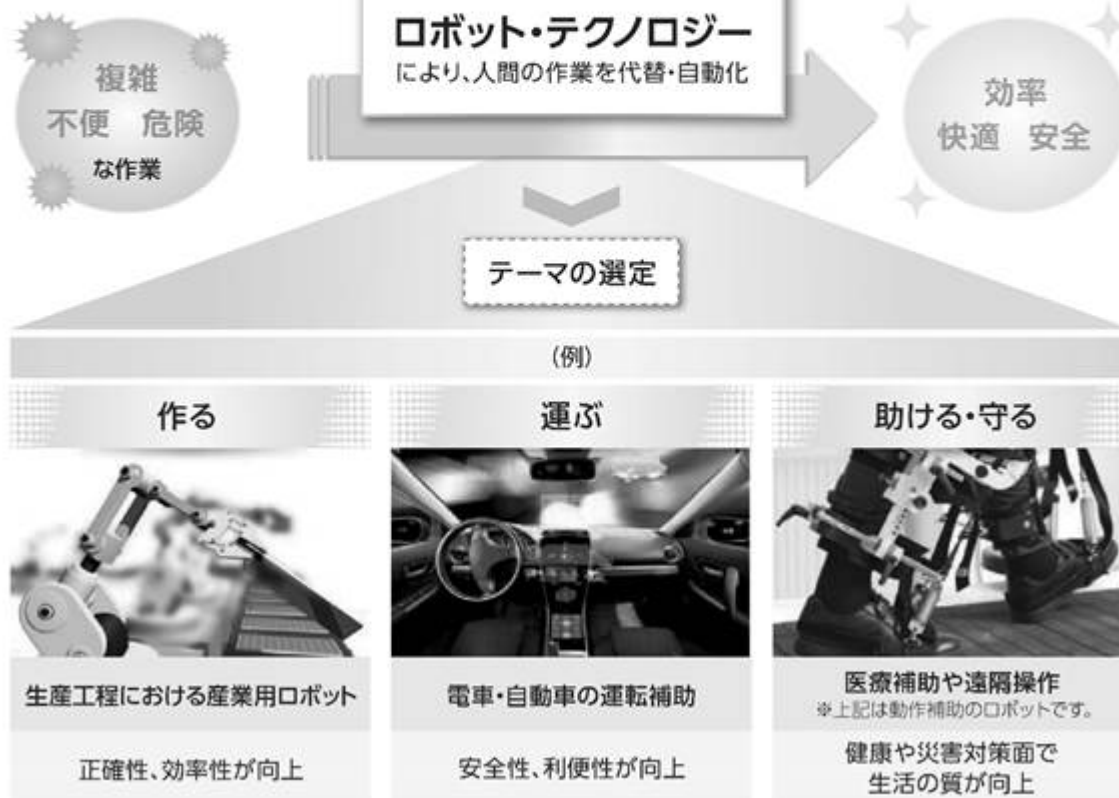 ロボット・テクノロジー
により、人間の作業を代替・自動化
複雑
不便 危険
な作業
効率
快適 安全
テーマの選定
(例)
作る
運ぶ
助ける・守る
生産工程における産業用ロボット
電車・自動車の運転補助
医療補助や遠隔操作
※上記は動作補助のロボットです。
正確性、効率性が向上
安全性、利便性が向上
健康や災害対策面で
生活の質が向上